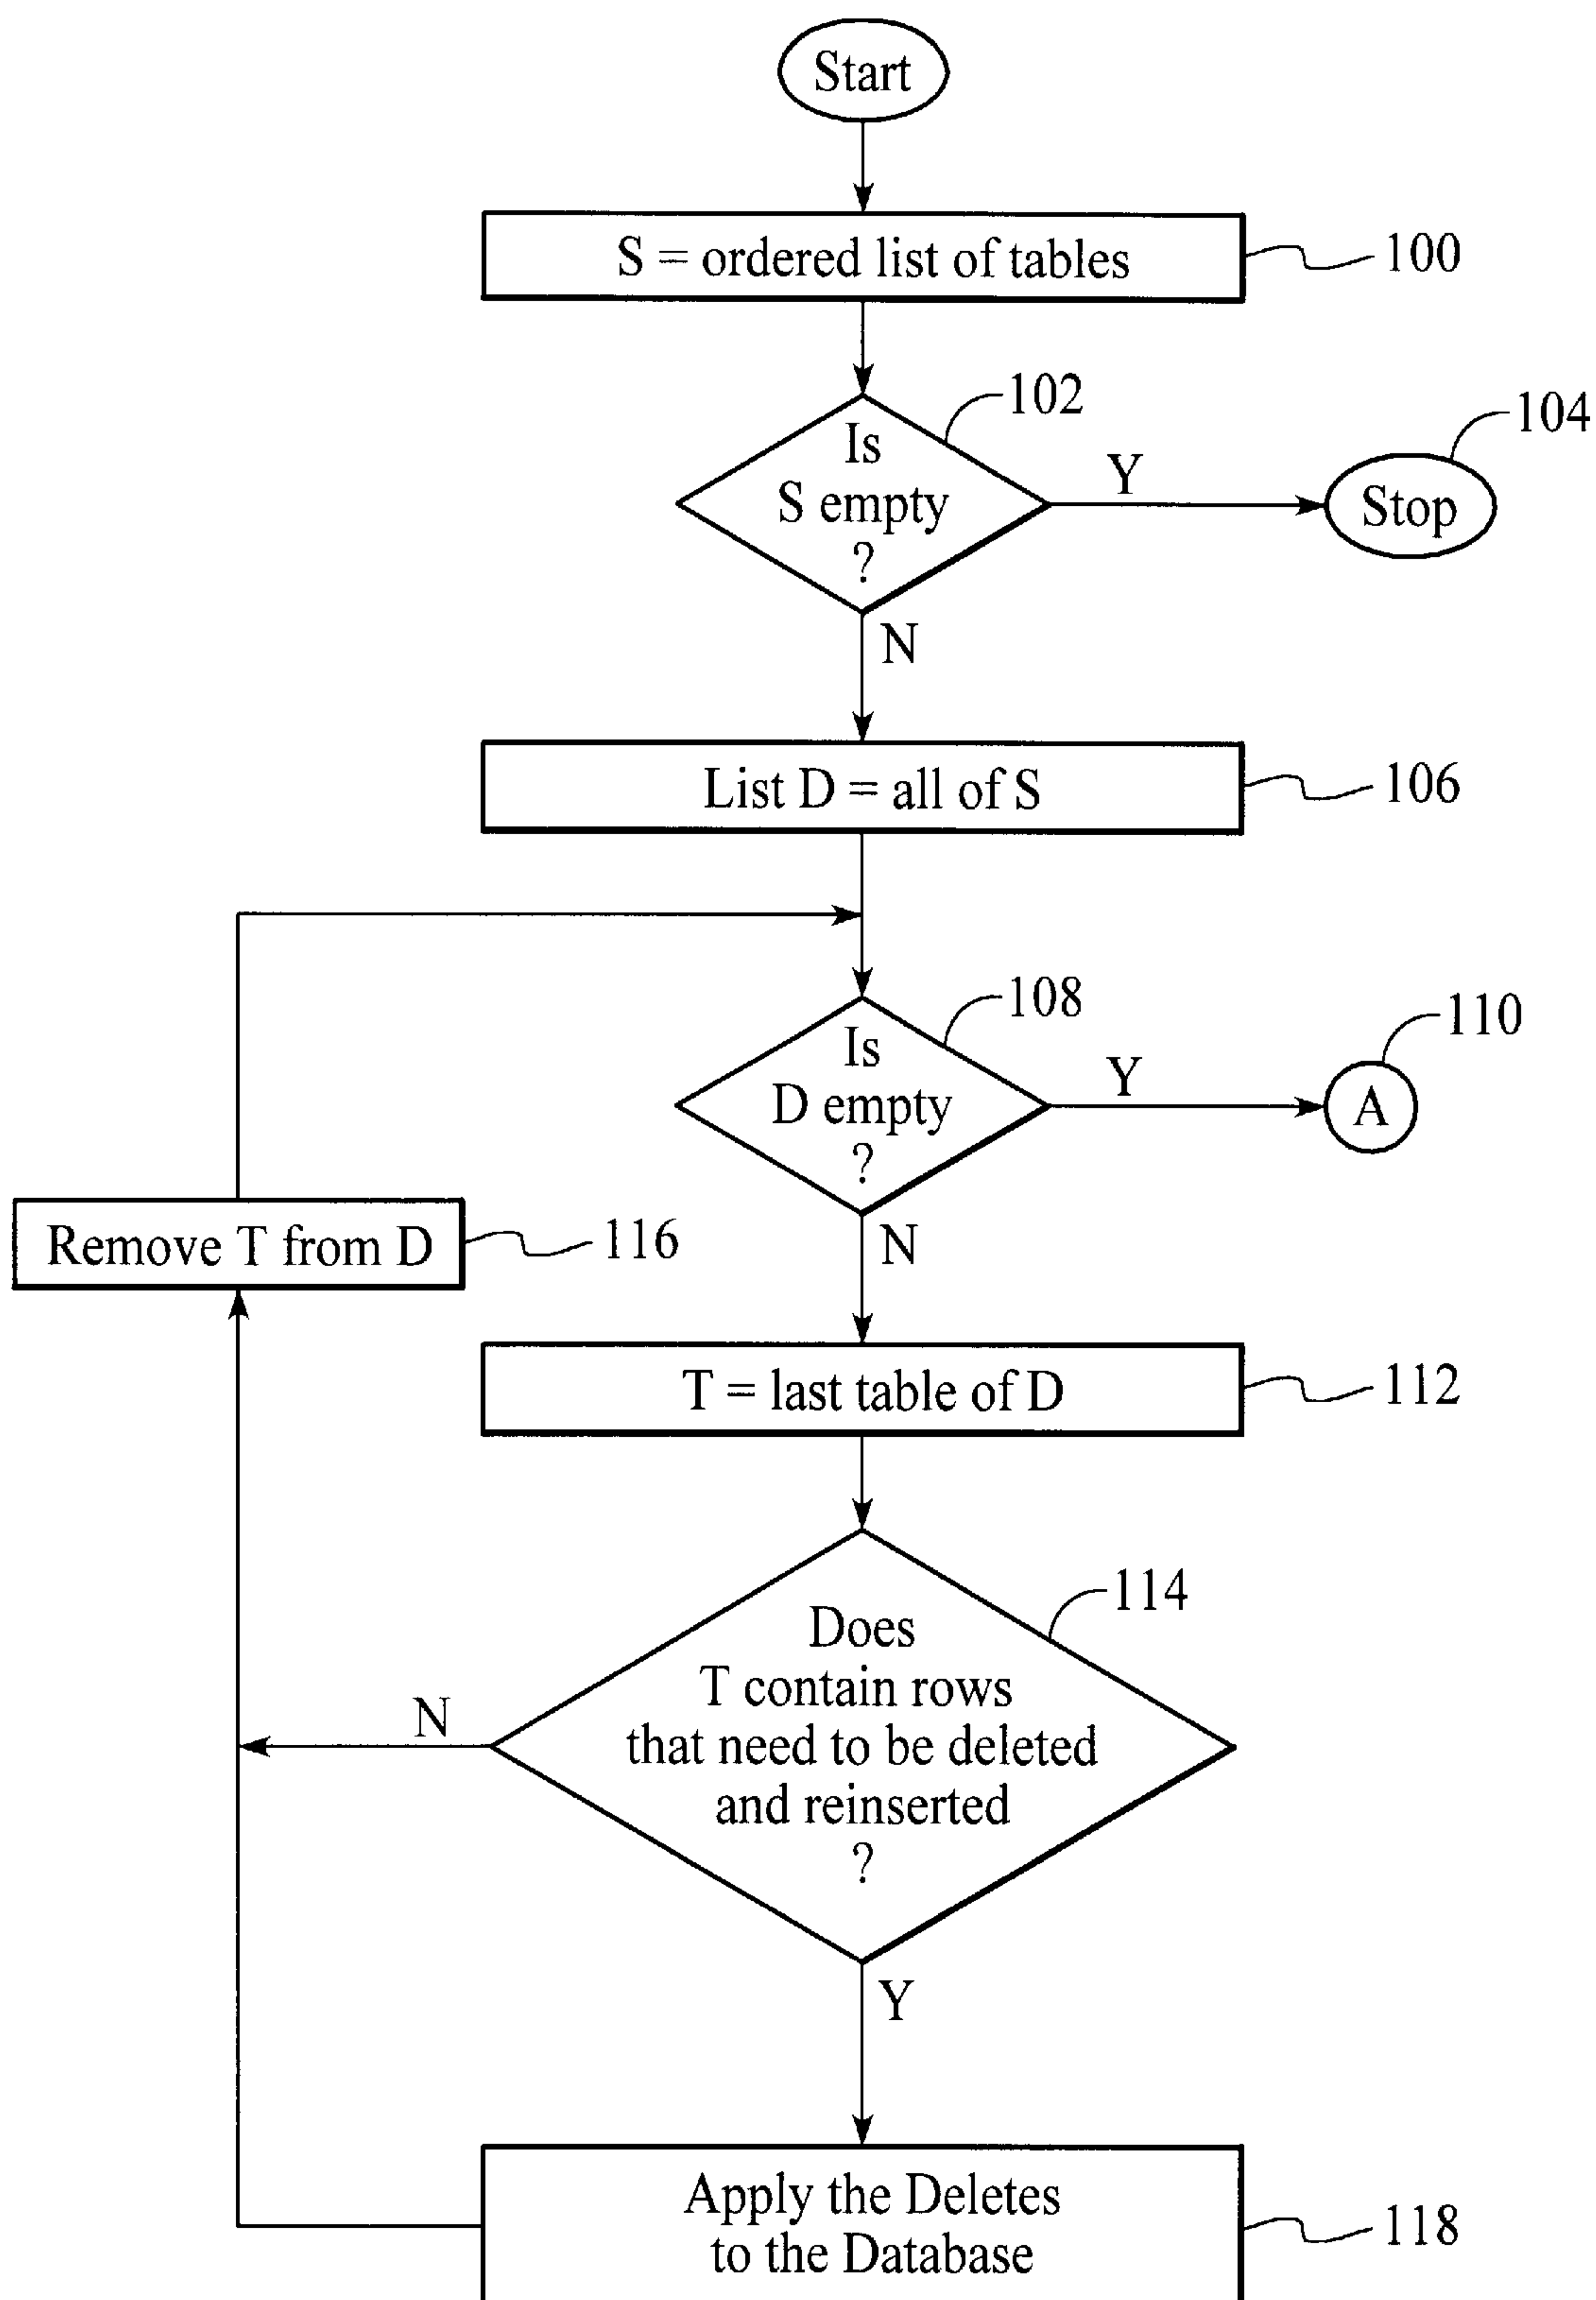 Start
S = ordered list of tables
100
102
Is
S empty
?
Y
104
Stop
N
List D = all of S
106
108
Is
D empty
?
Y
110
A
Remove T from D
116
N
T = last table of D
112
114
Does
T contain rows
that need to be deleted
and reinserted
?
N
Y
Apply the Deletes
to the Database
118